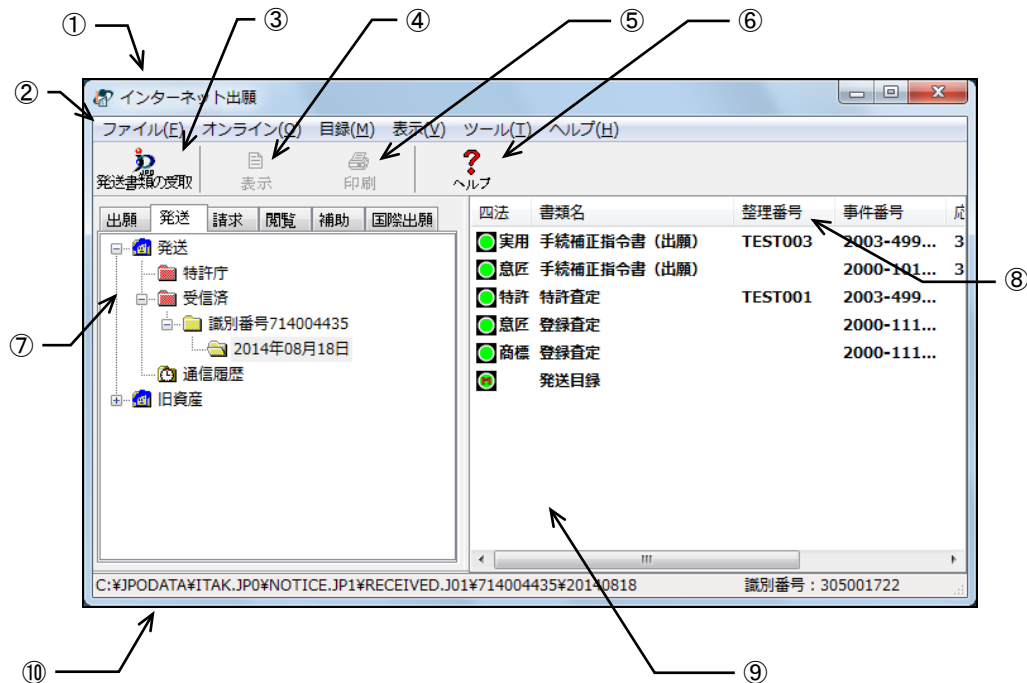 ① ③ ④ ⑤ ⑥
②
インターネット出願
ファイル(F) オンライン(O) 目録(M) 表示(V) ツール(T) ヘルプ(H)
発送書類の受取 表示 印刷 ヘルプ
出願 発送 請求 閲覧 補助 国際出願
発送
特許庁
受信済
識別番号714004435
2014年08月18日
通信履歴
旧資産
⑦
四法 書類名 整理番号 事件番号
実用 手続補正指令書（出願） TEST003 2003-499... 3
意匠 手続補正指令書（出願） 2000-101... 3
特許 特許査定 TEST001 2003-499...
意匠 登録査定 2000-111...
商標 登録査定 2000-111...
発送目録
⑧
C:¥JPODATA¥ITAK.JP0¥NOTICE.JP1¥RECEIVED.J01¥714004435¥20140818 識別番号：305001722
⑩ ⑨